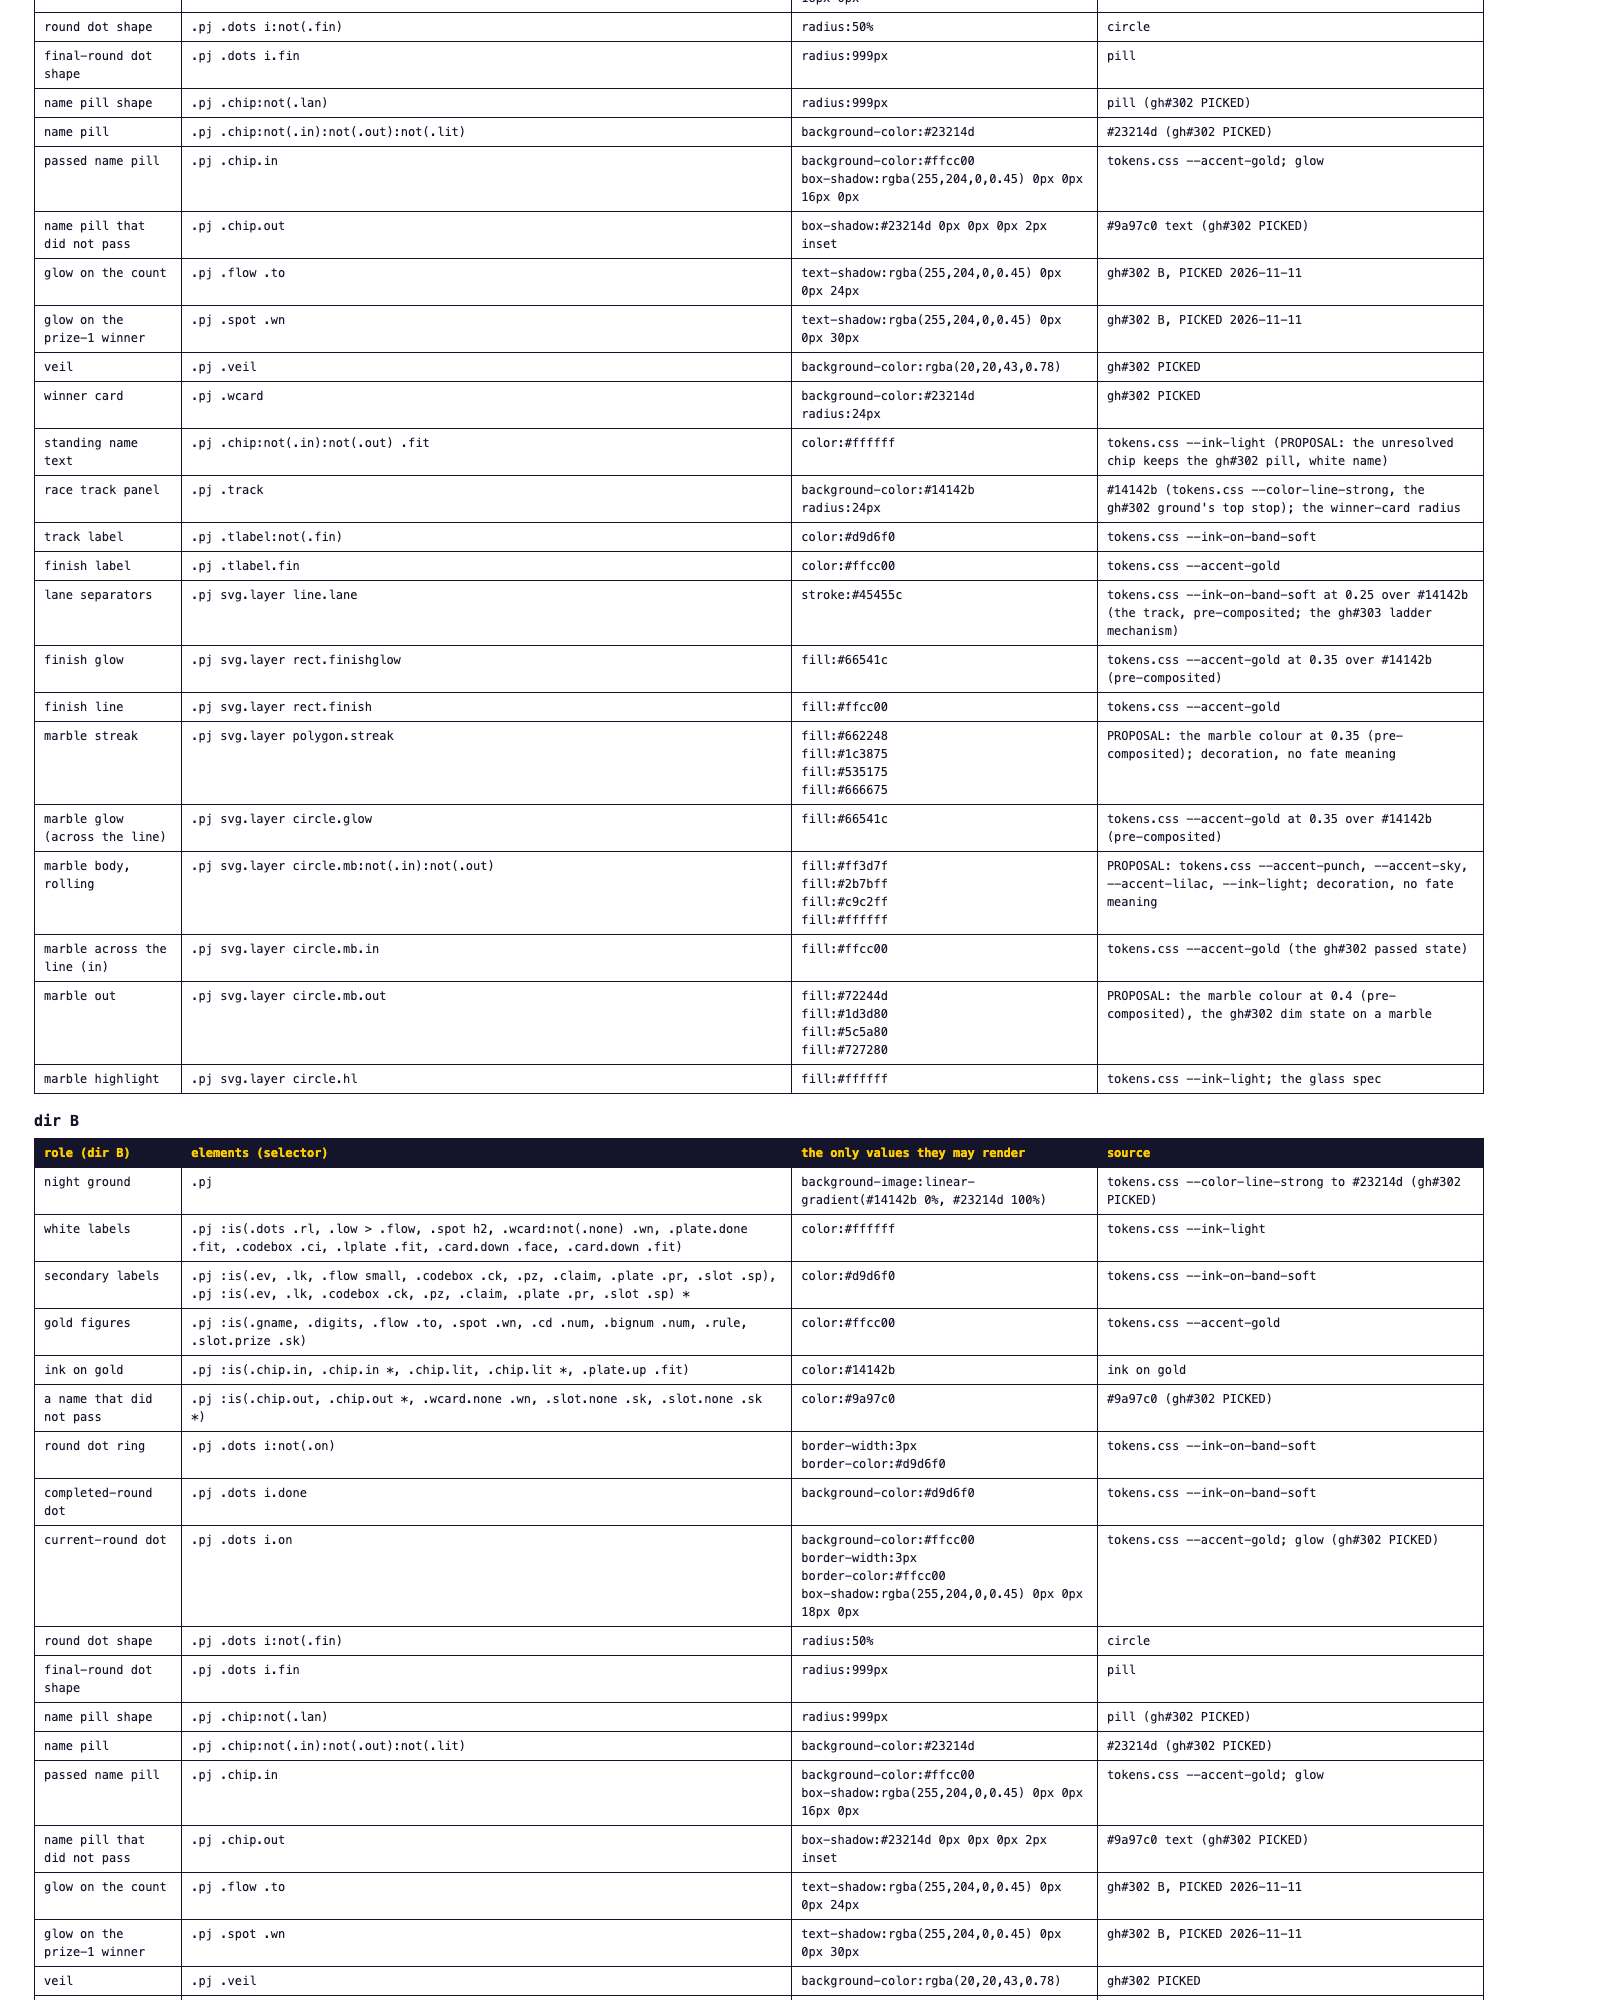 round dot shape .pj .dots i:not(.fin) radius:50% circle
final-round dot .pj .dots i.fin radius:999px pill
shape
name pill shape .pj .chip:not(.lan) radius:999px pill (gh#302 PICKED)
name pill .pj .chip:not(.in):not(.out):not(.lit) background-color:#23214d #23214d (gh#302 PICKED)
passed name pill .pj .chip.in background-color:#ffcc00 tokens.css --accent-gold; glow
box-shadow:rgba(255,204,0,0.45) 0px 0px
16px 0px
name pill that .pj .chip.out box-shadow:#23214d 0px 0px 0px 2px #9a97c0 text (gh#302 PICKED)
did not pass inset
glow on the count .pj .flow .to text-shadow:rgba(255,204,0,0.45) 0px gh#302 B, PICKED 2026-11-11
0px 24px
glow on the .pj .spot .wn text-shadow:rgba(255,204,0,0.45) 0px gh#302 B, PICKED 2026-11-11
prize-1 winner 0px 30px
veil .pj .veil background-color:rgba(20,20,43,0.78) gh#302 PICKED
winner card .pj .wcard background-color:#23214d gh#302 PICKED
radius:24px
standing name .pj .chip:not(.in):not(.out) .fit color:#ffffff tokens.css --ink-light (PROPOSAL: the unresolved
text chip keeps the gh#302 pill, white name)
race track panel .pj .track background-color:#14142b #14142b (tokens.css --color-line-strong, the
radius:24px gh#302 ground's top stop); the winner-card radius
track label .pj .tlabel:not(.fin) color:#d9d6f0 tokens.css --ink-on-band-soft
finish label .pj .tlabel.fin color:#ffcc00 tokens.css --accent-gold
lane separators .pj svg.layer line.lane stroke:#45455c tokens.css --ink-on-band-soft at 0.25 over #14142b
(the track, pre-composited; the gh#303 ladder
mechanism)
finish glow .pj svg.layer rect.finishglow fill:#66541c tokens.css --accent-gold at 0.35 over #14142b
(pre-composited)
finish line .pj svg.layer rect.finish fill:#ffcc00 tokens.css --accent-gold
marble streak .pj svg.layer polygon.streak fill:#662248 PROPOSAL: the marble colour at 0.35 (pre-
fill:#1c3875 composited); decoration, no fate meaning
fill:#535175
fill:#666675
marble glow .pj svg.layer circle.glow fill:#66541c tokens.css --accent-gold at 0.35 over #14142b
(across the line) (pre-composited)
marble body, .pj svg.layer circle.mb:not(.in):not(.out) fill:#ff3d7f PROPOSAL: tokens.css --accent-punch, --accent-sky,
rolling fill:#2b7bff --accent-lilac, --ink-light; decoration, no fate
fill:#c9c2ff meaning
fill:#ffffff
marble across the .pj svg.layer circle.mb.in fill:#ffcc00 tokens.css --accent-gold (the gh#302 passed state)
line (in)
marble out .pj svg.layer circle.mb.out fill:#72244d PROPOSAL: the marble colour at 0.4 (pre-
fill:#1d3d80 composited), the gh#302 dim state on a marble
fill:#5c5a80
fill:#727280
marble highlight .pj svg.layer circle.hl fill:#ffffff tokens.css --ink-light; the glass spec
dir B
role (dir B) elements (selector) the only values they may render source
night ground .pj background-image:linear- tokens.css --color-line-strong to #23214d (gh#302
gradient(#14142b 0%, #23214d 100%) PICKED)
white labels .pj :is(.dots .rl, .low > .flow, .spot h2, .wcard:not(.none) .wn, .plate.done color:#ffffff tokens.css --ink-light
.fit, .codebox .ci, .lplate .fit, .card.down .face, .card.down .fit)
secondary labels .pj :is(.ev, .lk, .flow small, .codebox .ck, .pz, .claim, .plate .pr, .slot .sp), color:#d9d6f0 tokens.css --ink-on-band-soft
.pj :is(.ev, .lk, .codebox .ck, .pz, .claim, .plate .pr, .slot .sp) *
gold figures .pj :is(.gname, .digits, .flow .to, .spot .wn, .cd .num, .bignum .num, .rule, color:#ffcc00 tokens.css --accent-gold
.slot.prize .sk)
ink on gold .pj :is(.chip.in, .chip.in *, .chip.lit, .chip.lit *, .plate.up .fit) color:#14142b ink on gold
a name that did .pj :is(.chip.out, .chip.out *, .wcard.none .wn, .slot.none .sk, .slot.none .sk color:#9a97c0 #9a97c0 (gh#302 PICKED)
not pass *)
round dot ring .pj .dots i:not(.on) border-width:3px tokens.css --ink-on-band-soft
border-color:#d9d6f0
completed-round .pj .dots i.done background-color:#d9d6f0 tokens.css --ink-on-band-soft
dot
current-round dot .pj .dots i.on background-color:#ffcc00 tokens.css --accent-gold; glow (gh#302 PICKED)
border-width:3px
border-color:#ffcc00
box-shadow:rgba(255,204,0,0.45) 0px 0px
18px 0px
round dot shape .pj .dots i:not(.fin) radius:50% circle
final-round dot .pj .dots i.fin radius:999px pill
shape
name pill shape .pj .chip:not(.lan) radius:999px pill (gh#302 PICKED)
name pill .pj .chip:not(.in):not(.out):not(.lit) background-color:#23214d #23214d (gh#302 PICKED)
passed name pill .pj .chip.in background-color:#ffcc00 tokens.css --accent-gold; glow
box-shadow:rgba(255,204,0,0.45) 0px 0px
16px 0px
name pill that .pj .chip.out box-shadow:#23214d 0px 0px 0px 2px #9a97c0 text (gh#302 PICKED)
did not pass inset
glow on the count .pj .flow .to text-shadow:rgba(255,204,0,0.45) 0px gh#302 B, PICKED 2026-11-11
0px 24px
glow on the .pj .spot .wn text-shadow:rgba(255,204,0,0.45) 0px gh#302 B, PICKED 2026-11-11
prize-1 winner 0px 30px
veil .pj .veil background-color:rgba(20,20,43,0.78) gh#302 PICKED